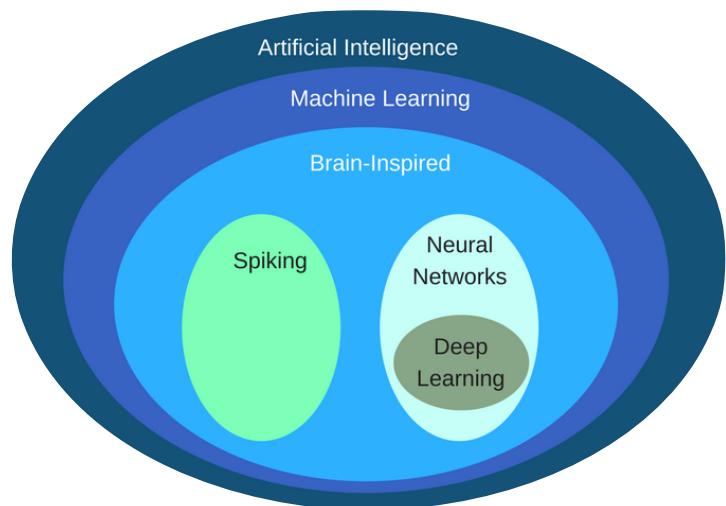 Artificial Intelligence
Machine Learning
Brain-Inspired
Spiking
Neural
Networks
Deep
Learning